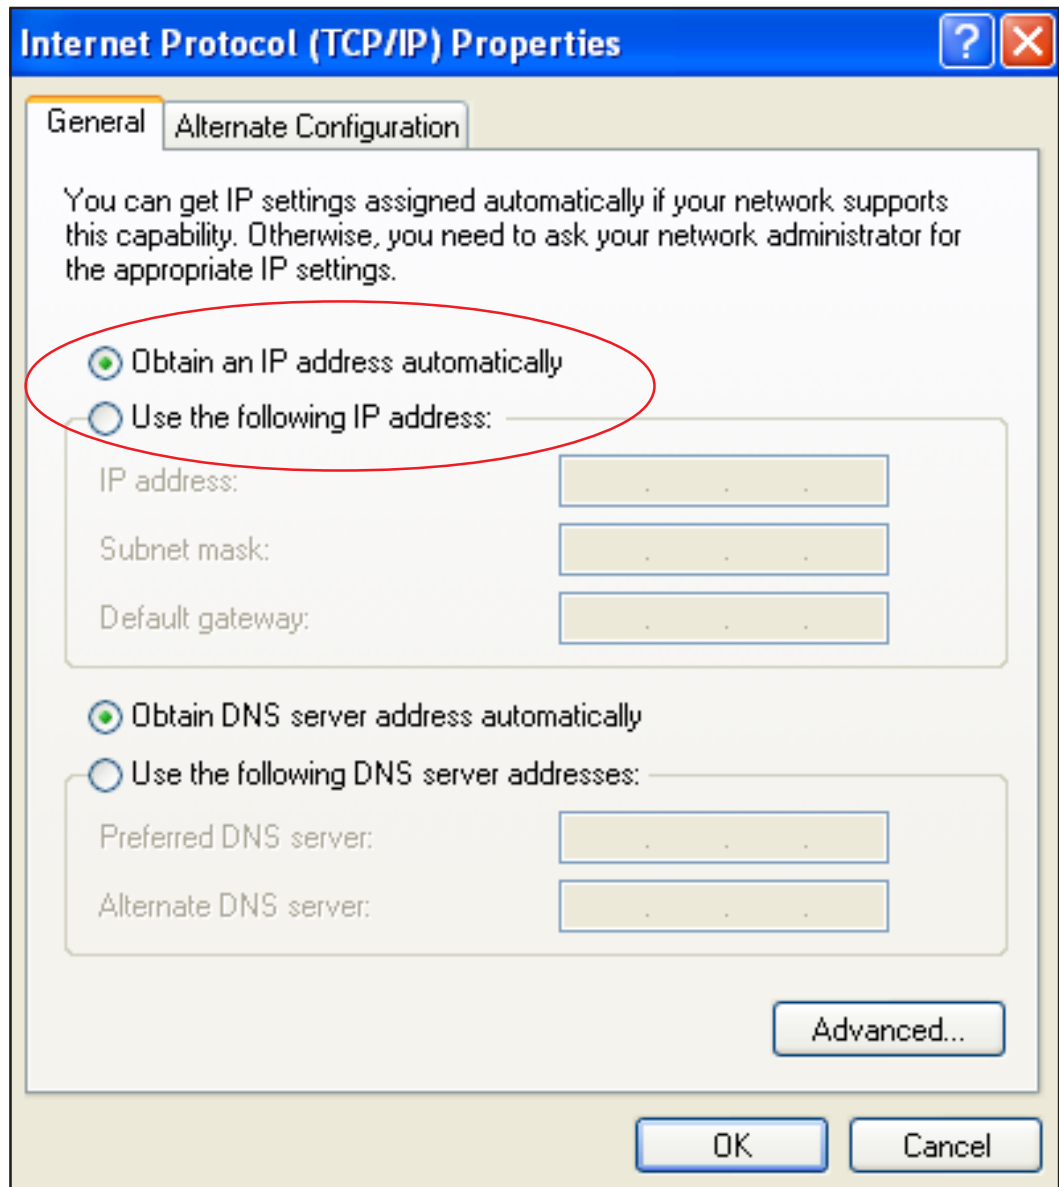 Internet Protocol (TCP/IP) Properties
?
General
Alternate Configuration
You can get IP settings assigned automatically if your network supports
this capability. Otherwise, you need to ask your network administrator for
the appropriate IP settings.
Obtain an IP address automatically
Use the following IP address:
IP address:
Subnet mask:
Default gateway:
Obtain DNS server address automatically
Use the following DNS server addresses:
Preferred DNS server:
Alternate DNS server:
Advanced...
OK
Cancel